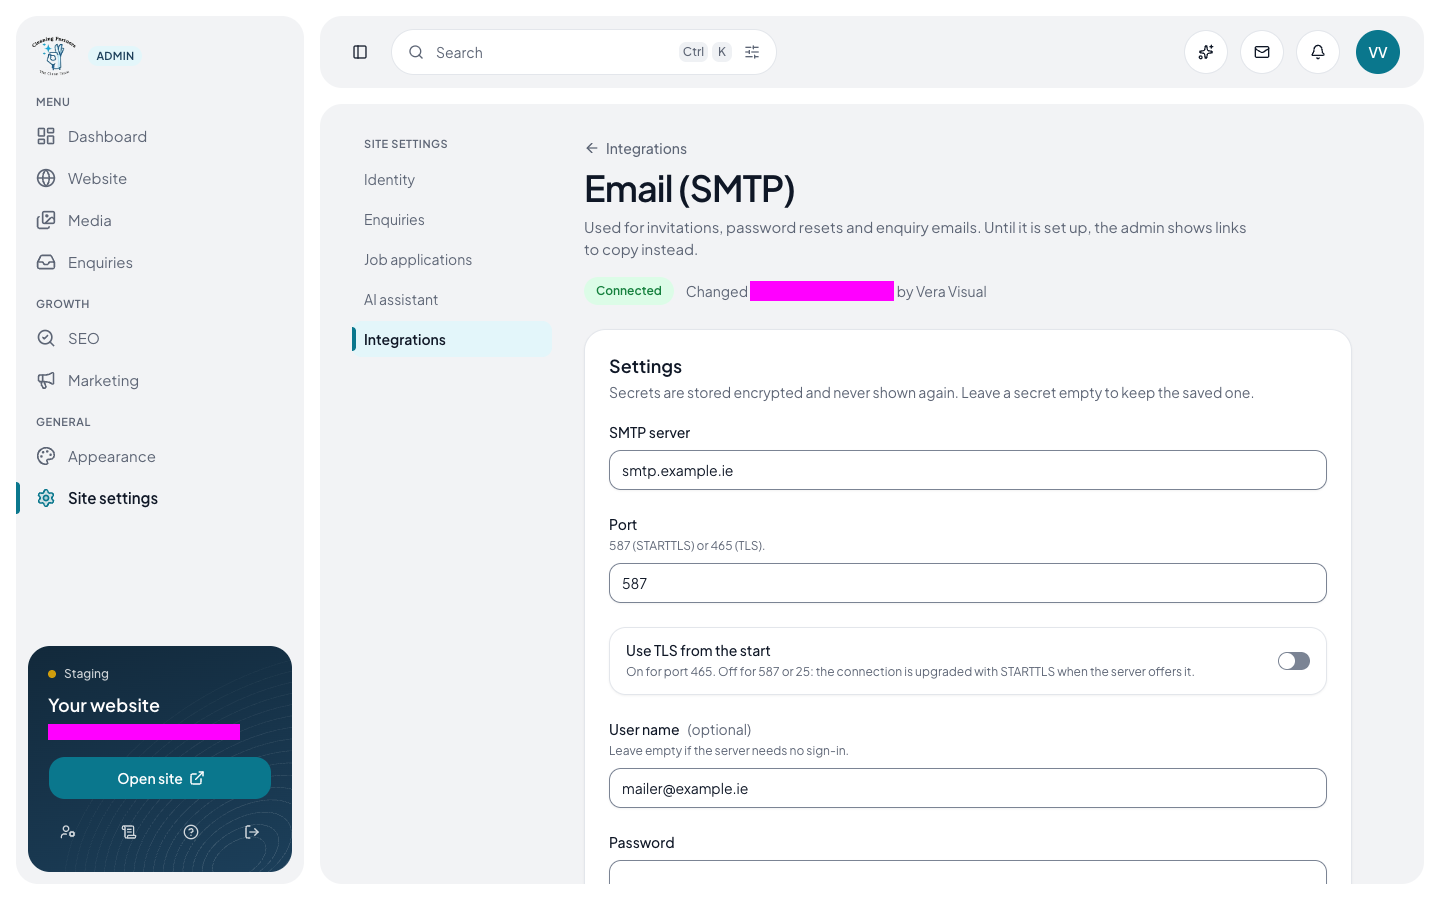 Cleaning Partners
ADMIN
MENU
Dashboard
Website
Media
Enquiries
GROWTH
SEO
Marketing
GENERAL
Appearance
Site settings
Staging
Your website
Open site
Search
Ctrl K
VV
SITE SETTINGS
Identity
Enquiries
Job applications
AI assistant
Integrations
Integrations
Email (SMTP)
Used for invitations, password resets and enquiry emails. Until it is set up, the admin shows links
to copy instead.
Connected
Changed by Vera Visual
Settings
Secrets are stored encrypted and never shown again. Leave a secret empty to keep the saved one.
SMTP server
smtp.example.ie
Port
587 (STARTTLS) or 465 (TLS).
587
Use TLS from the start
On for port 465. Off for 587 or 25: the connection is upgraded with STARTTLS when the server offers it.
User name (optional)
Leave empty if the server needs no sign-in.
mailer@example.ie
Password